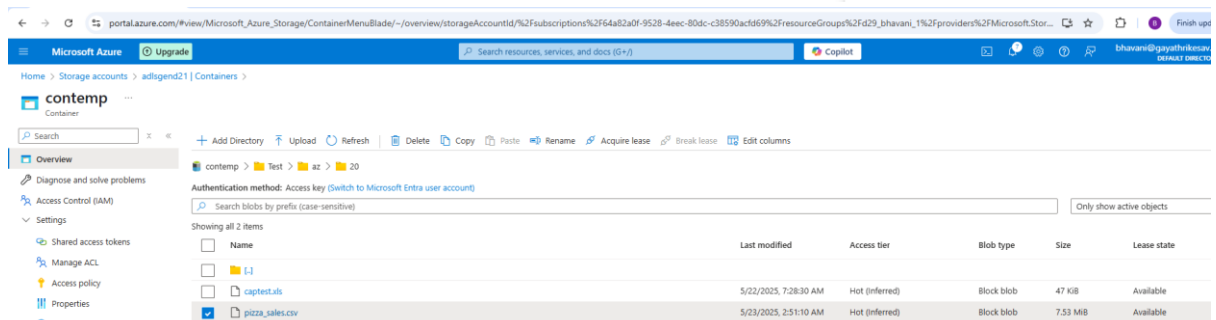 portal.azure.com/#view/Microsoft_Azure_Storage/ContainerMenuBlade/~/overview/storageAccountId/%2Fsubscriptions%2F64a82a0f-9528-4eec-80dc-c38590acfd69%2FresourceGroups%2Fd29_bhavani_1%2Fproviders%2FMicrosoft.Stor... B Finish upd
Microsoft Azure Upgrade Search resources, services, and docs (G+/) Copilot bhavani@gayathrikesav.
DEFAULT DIRECTO
Home > Storage accounts > adlsgend21 | Containers >
contemp ...
Container
Search
Add Directory Upload Refresh Delete Copy Paste Rename Acquire lease Break lease Edit columns
Overview
contemp > Test > az > 20
Diagnose and solve problems
Authentication method: Access key (Switch to Microsoft Entra user account)
Access Control (IAM)
Search blobs by prefix (case-sensitive) Only show active objects
Settings
Showing all 2 items
Shared access tokens
Name Last modified Access tier Blob type Size Lease state
Manage ACL
[..]
Access policy
captest.xls 5/22/2025, 7:28:30 AM Hot (Inferred) Block blob 47 KiB Available
Properties
pizza_sales.csv 5/23/2025, 2:51:10 AM Hot (Inferred) Block blob 7.53 MiB Available